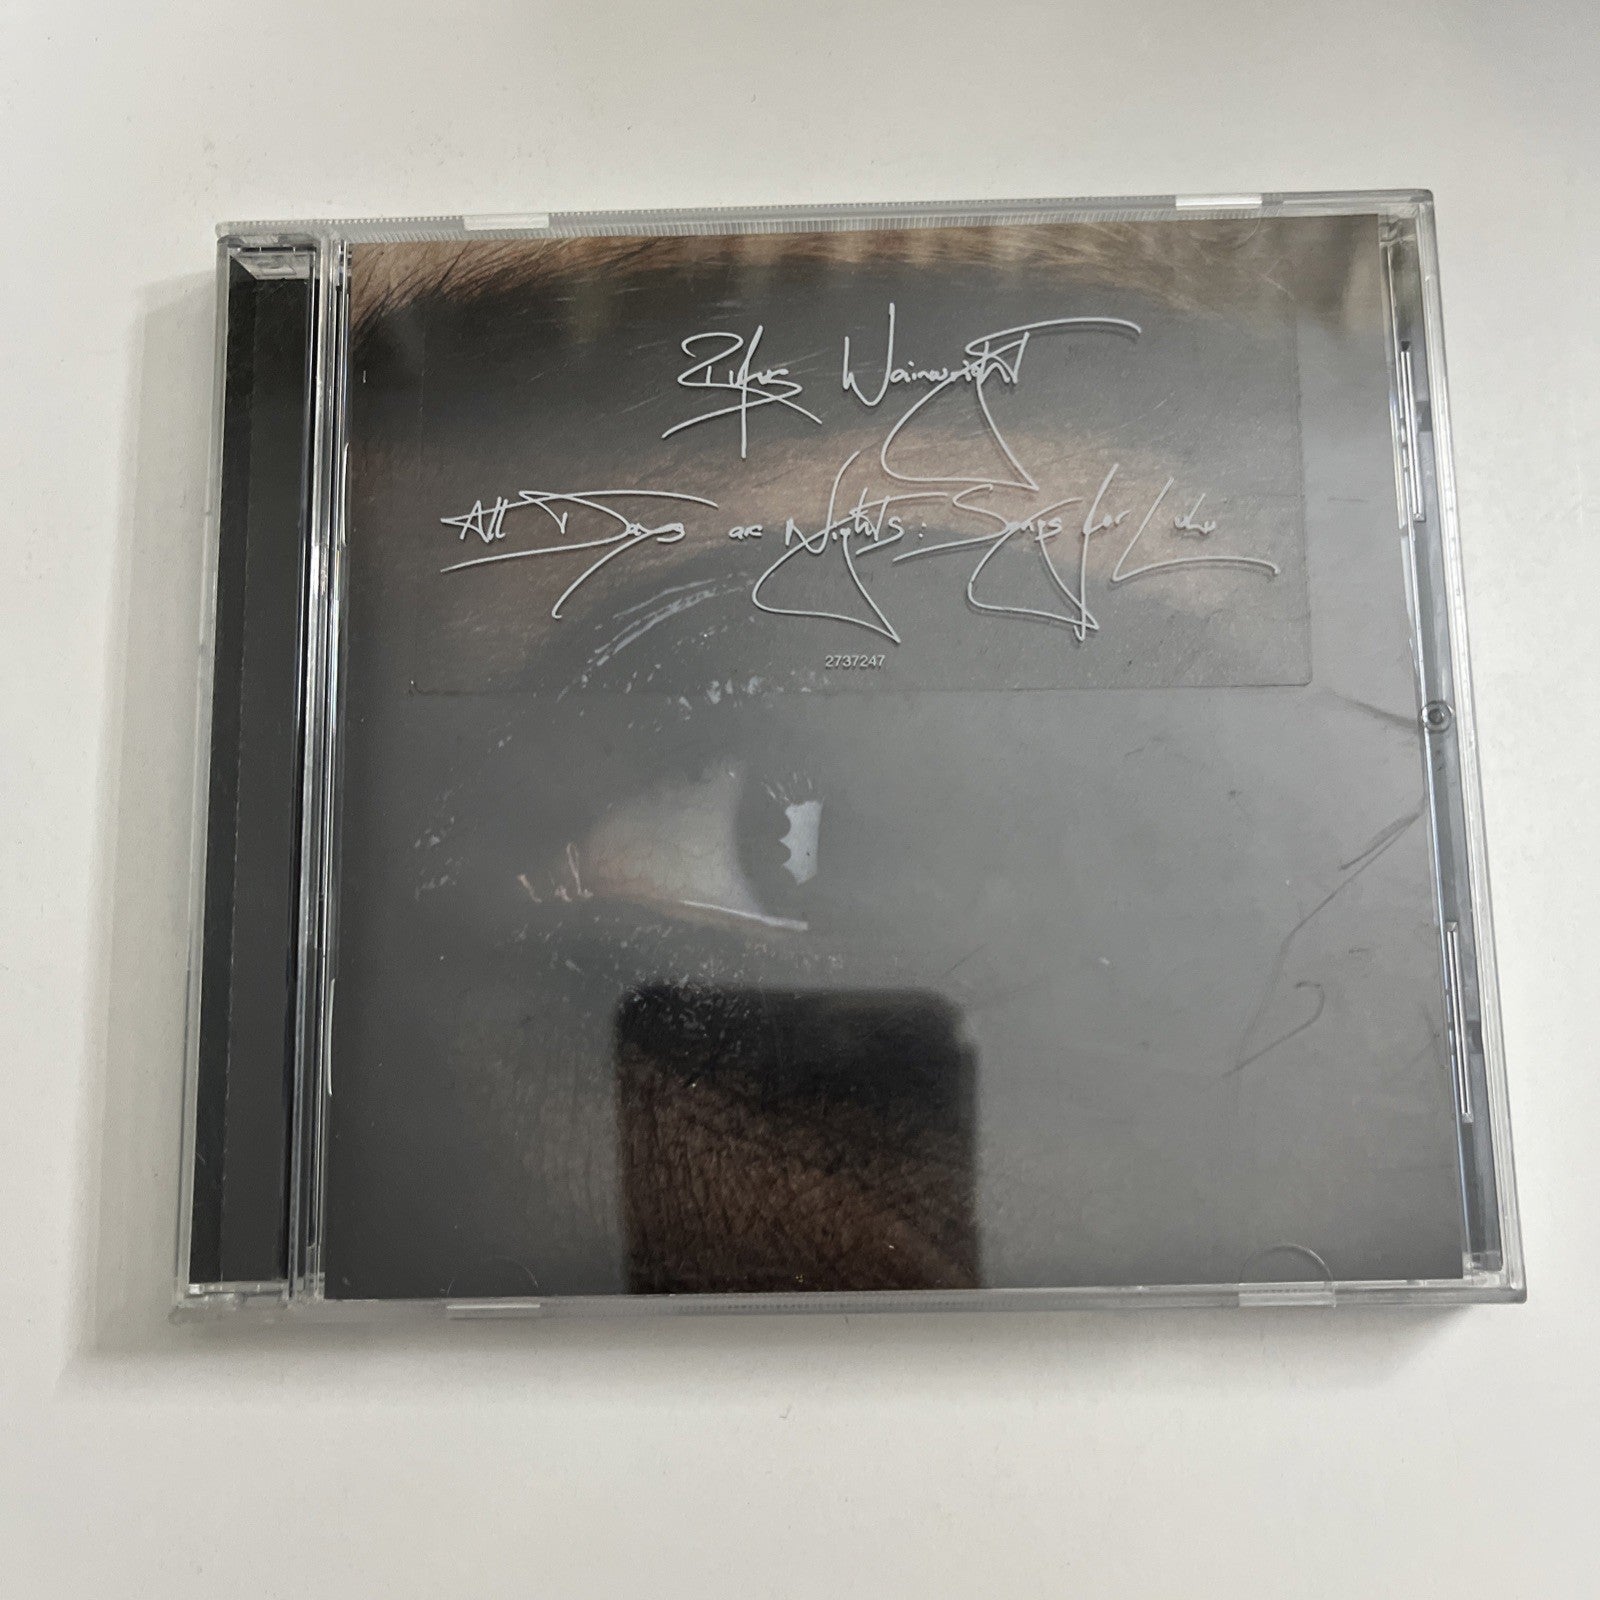 Rufus Wainwright
All Days are Nights: Songs for Lulu
2737247